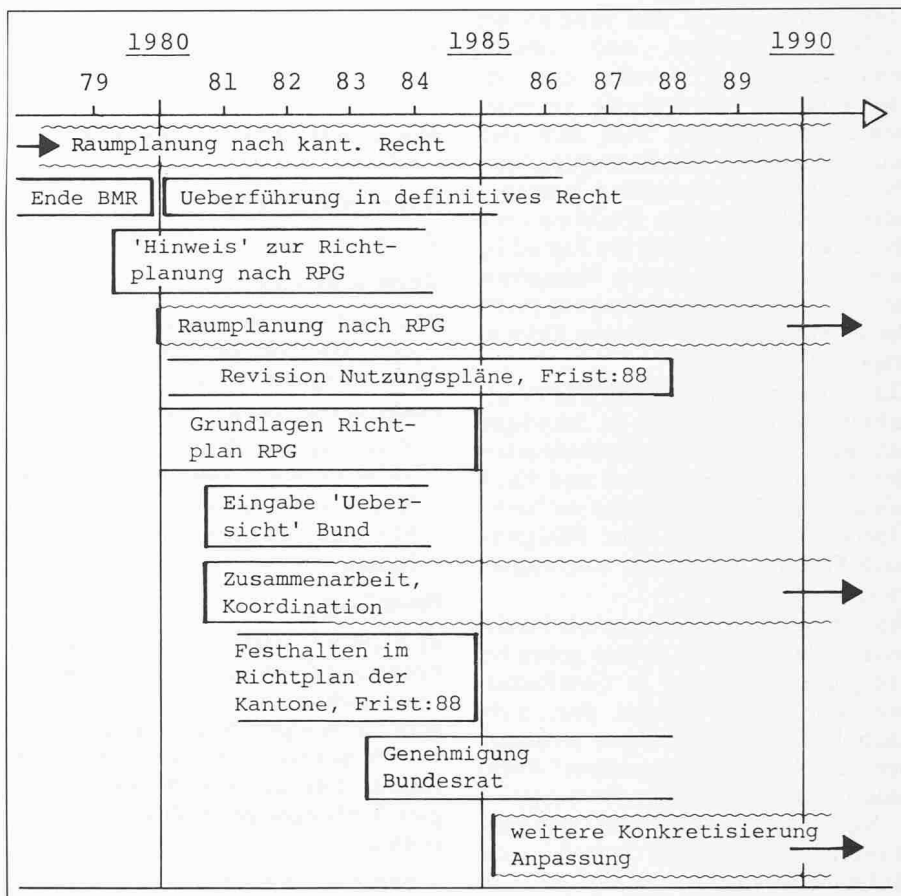 1980 1985 1990
79 81 82 83 84 86 87 88 89
Raumplanung nach kant. Recht
Ende BMR Ueberführung in definitives Recht
'Hinweis' zur Richt-
planung nach RPG
Raumplanung nach RPG
Revision Nutzungspläne, Frist:88
Grundlagen Richt-
plan RPG
Eingabe 'Ueber-
sicht' Bund
Zusammenarbeit,
Koordination
Festhalten im
Richtplan der
Kantone, Frist:88
Genehmigung
Bundesrat
weitere Konkretisierung
Anpassung